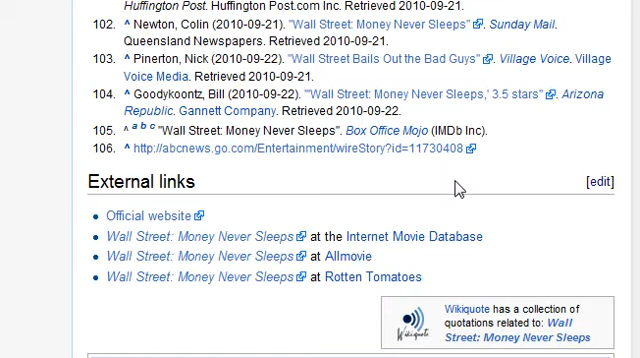 Huffington Post. Huffington Post.com Inc. Retrieved 2010-09-21.
102. ^ Newton, Colin (2010-09-21). "Wall Street: Money Never Sleeps". Sunday Mail.
Queensland Newspapers. Retrieved 2010-09-21.
103. ^ Pinerton, Nick (2010-09-22). "Wall Street Bails Out the Bad Guys". Village Voice. Village
Voice Media. Retrieved 2010-09-21.
104. ^ Goodykoontz, Bill (2010-09-22). "'Wall Street: Money Never Sleeps,' 3.5 stars". Arizona
Republic. Gannett Company. Retrieved 2010-09-22.
105. ^ a b c "Wall Street: Money Never Sleeps". Box Office Mojo (IMDb Inc).
106. ^ http://abcnews.go.com/Entertainment/wireStory?id=11730408
External links [edit]
• Official website
• Wall Street: Money Never Sleeps at the Internet Movie Database
• Wall Street: Money Never Sleeps at Allmovie
• Wall Street: Money Never Sleeps at Rotten Tomatoes
Wikiquote
Wikiquote has a collection of
quotations related to: Wall
Street: Money Never Sleeps